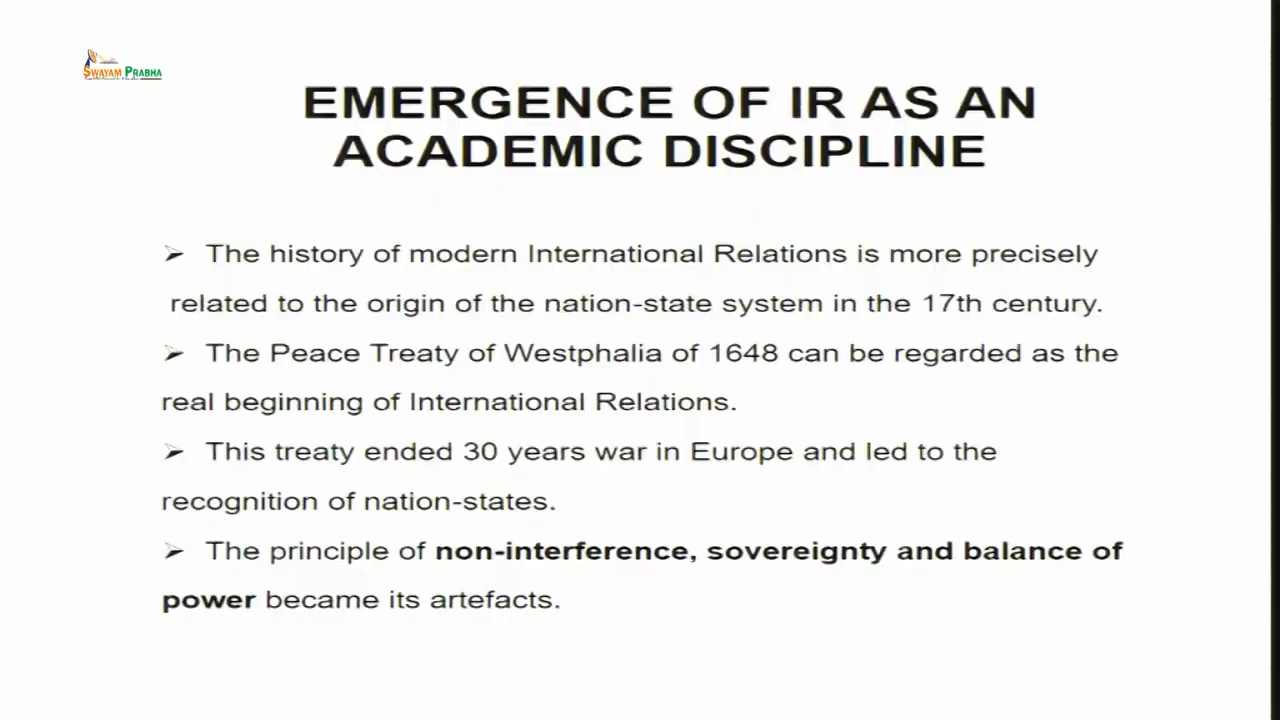 SWAYAM PRABHA
EMERGENCE OF IR AS AN
ACADEMIC DISCIPLINE
➢ The history of modern International Relations is more precisely
related to the origin of the nation-state system in the 17th century.
➢ The Peace Treaty of Westphalia of 1648 can be regarded as the
real beginning of International Relations.
➢ This treaty ended 30 years war in Europe and led to the
recognition of nation-states.
➢ The principle of non-interference, sovereignty and balance of
power became its artefacts.